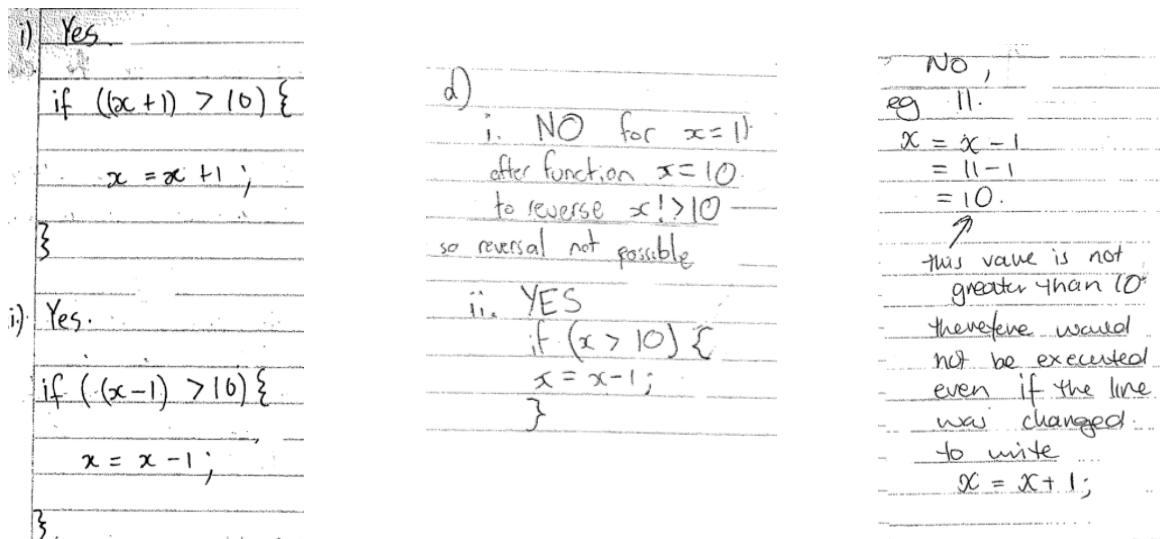 i) Yes.
if ((x+1) > 10) {
x = x +1 ;
}
i.) Yes.
if ((x-1) >10) {
x = x -1 ;
}
d)
i. NO for x=11
after function x=10.
to reverse x!>10
so reversal not possible
ii. YES
if (x > 10) {
x = x-1;
}
NO ,
eg 11.
x = x - 1
= 11 - 1
= 10.
this value is not
greater than 10
therefore would
not be executed
even if the line
was changed.
to write
x = x + 1;